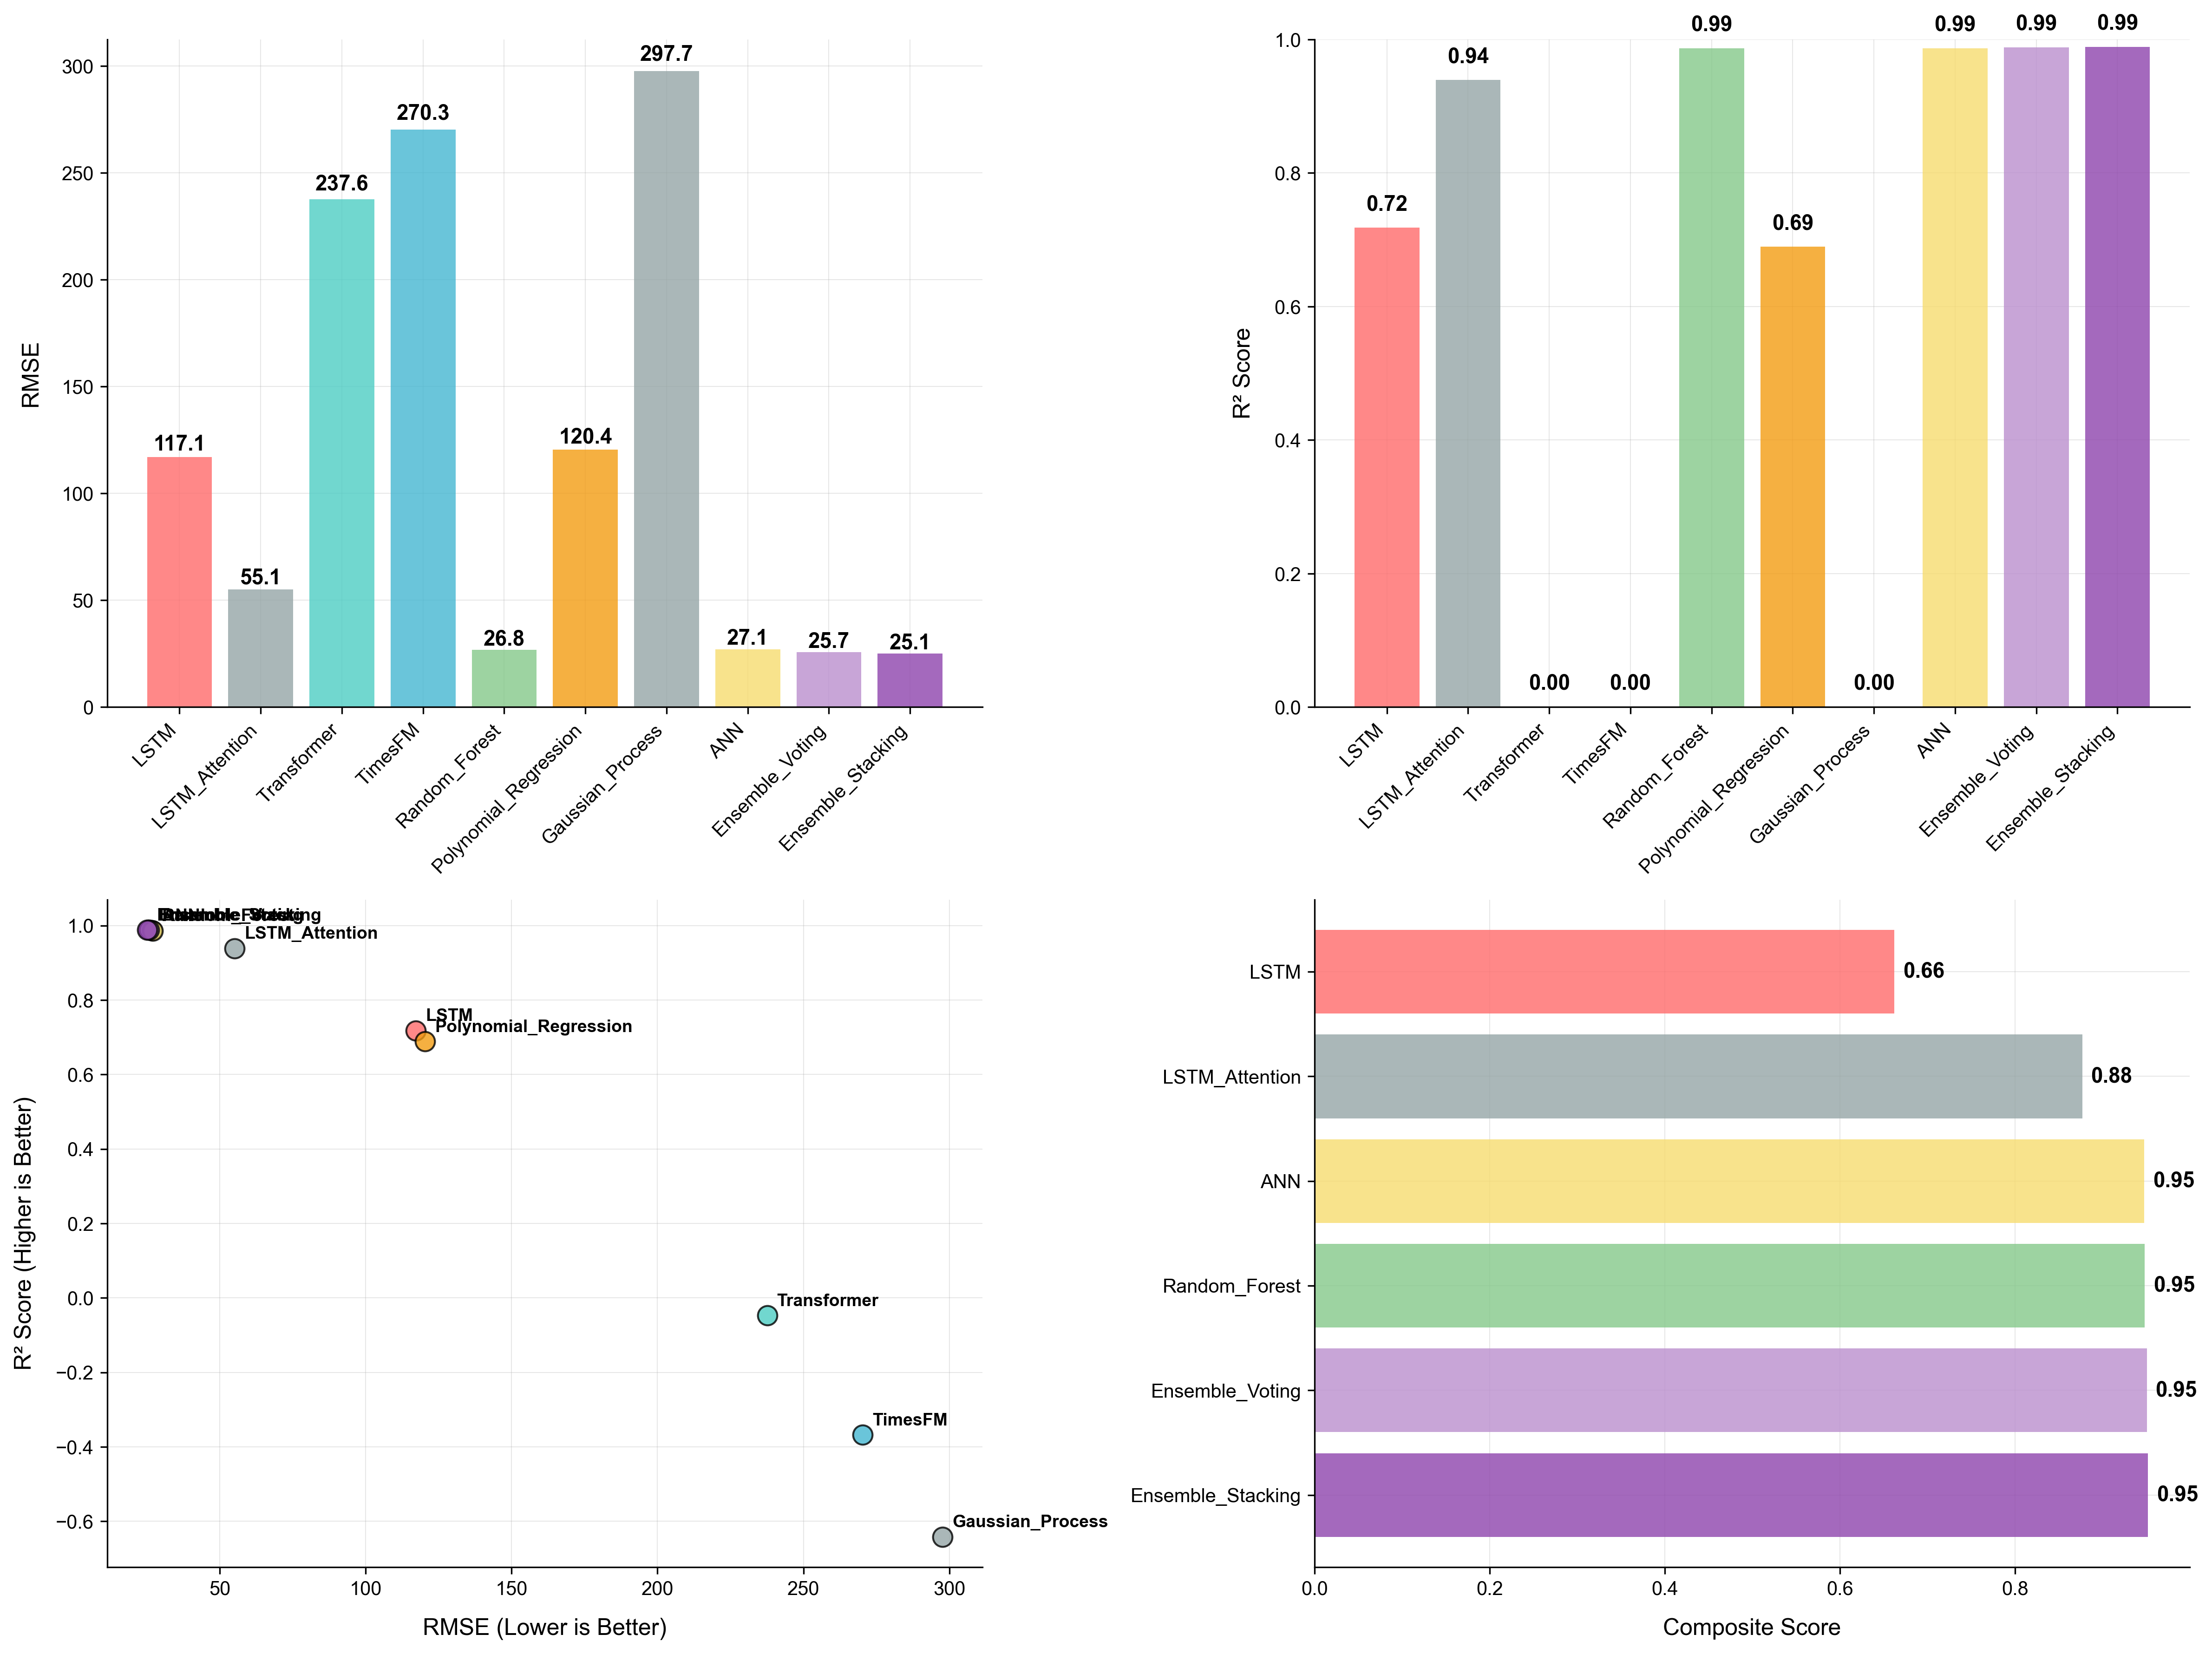 RMSE
300
250
200
150
100
50
0
117.1
55.1
237.6
270.3
26.8
120.4
297.7
27.1
25.7
25.1
LSTM
LSTM_Attention
Transformer
TimesFM
Random_Forest
Polynomial_Regression
Gaussian_Process
ANN
Ensemble_Voting
Ensemble_Stacking
R² Score
1.0
0.8
0.6
0.4
0.2
0.0
0.72
0.94
0.00
0.00
0.99
0.69
0.00
0.99
0.99
0.99
LSTM
LSTM_Attention
Transformer
TimesFM
Random_Forest
Polynomial_Regression
Gaussian_Process
ANN
Ensemble_Voting
Ensemble_Stacking
R² Score (Higher is Better)
1.0
0.8
0.6
0.4
0.2
0.0
−0.2
−0.4
−0.6
LSTM_Attention
LSTM
Polynomial_Regression
Transformer
TimesFM
Gaussian_Process
50
100
150
200
250
300
RMSE (Lower is Better)
LSTM
0.66
LSTM_Attention
0.88
ANN
0.95
Random_Forest
0.95
Ensemble_Voting
0.95
Ensemble_Stacking
0.95
0.0
0.2
0.4
0.6
0.8
Composite Score